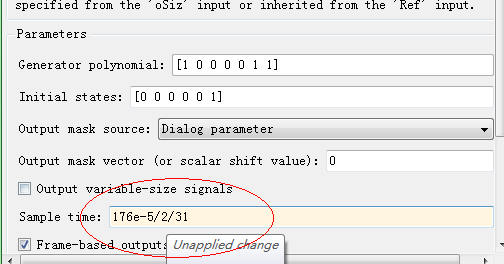 specified from the 'oSiz' input or inherited from the 'Ref' input.
Parameters
Generator polynomial: [1 0 0 0 0 1 1]
Initial states: [0 0 0 0 0 1]
Output mask source: Dialog parameter
Output mask vector (or scalar shift value): 0
Output variable-size signals
Sample time: 176e-5/2/31
Frame-based outputs
Unapplied change